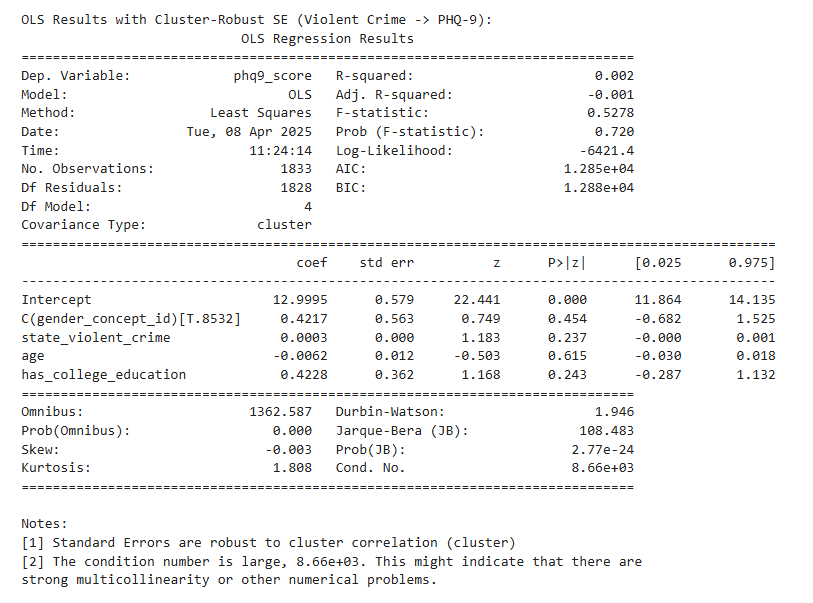 OLS Results with Cluster-Robust SE (Violent Crime -> PHQ-9):
OLS Regression Results
==============================================================================
Dep. Variable: phq9_score R-squared: 0.002
Model: OLS Adj. R-squared: -0.001
Method: Least Squares F-statistic: 0.5278
Date: Tue, 08 Apr 2025 Prob (F-statistic): 0.720
Time: 11:24:14 Log-Likelihood: -6421.4
No. Observations: 1833 AIC: 1.285e+04
Df Residuals: 1828 BIC: 1.288e+04
Df Model: 4
Covariance Type: cluster
================================================================================================
coef std err z P>|z| [0.025 0.975]
------------------------------------------------------------------------------------------------
Intercept 12.9995 0.579 22.441 0.000 11.864 14.135
C(gender_concept_id)[T.8532] 0.4217 0.563 0.749 0.454 -0.682 1.525
state_violent_crime 0.0003 0.000 1.183 0.237 -0.000 0.001
age -0.0062 0.012 -0.503 0.615 -0.030 0.018
has_college_education 0.4228 0.362 1.168 0.243 -0.287 1.132
==============================================================================
Omnibus: 1362.587 Durbin-Watson: 1.946
Prob(Omnibus): 0.000 Jarque-Bera (JB): 108.483
Skew: -0.003 Prob(JB): 2.77e-24
Kurtosis: 1.808 Cond. No. 8.66e+03
==============================================================================
Notes:
[1] Standard Errors are robust to cluster correlation (cluster)
[2] The condition number is large, 8.66e+03. This might indicate that there are
strong multicollinearity or other numerical problems.